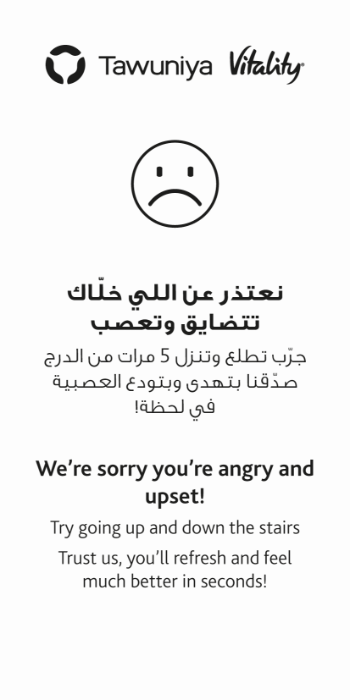 Tawuniya Vitality
نعتذر عن اللي خلّاك
تتضايق وتعصب
جرّب تطلع وتنزل 5 مرات من الدرج
صدّقنا بتهدى وبتودع العصبية
في لحظة!
We're sorry you're angry and
upset!
Try going up and down the stairs
Trust us, you'll refresh and feel
much better in seconds!